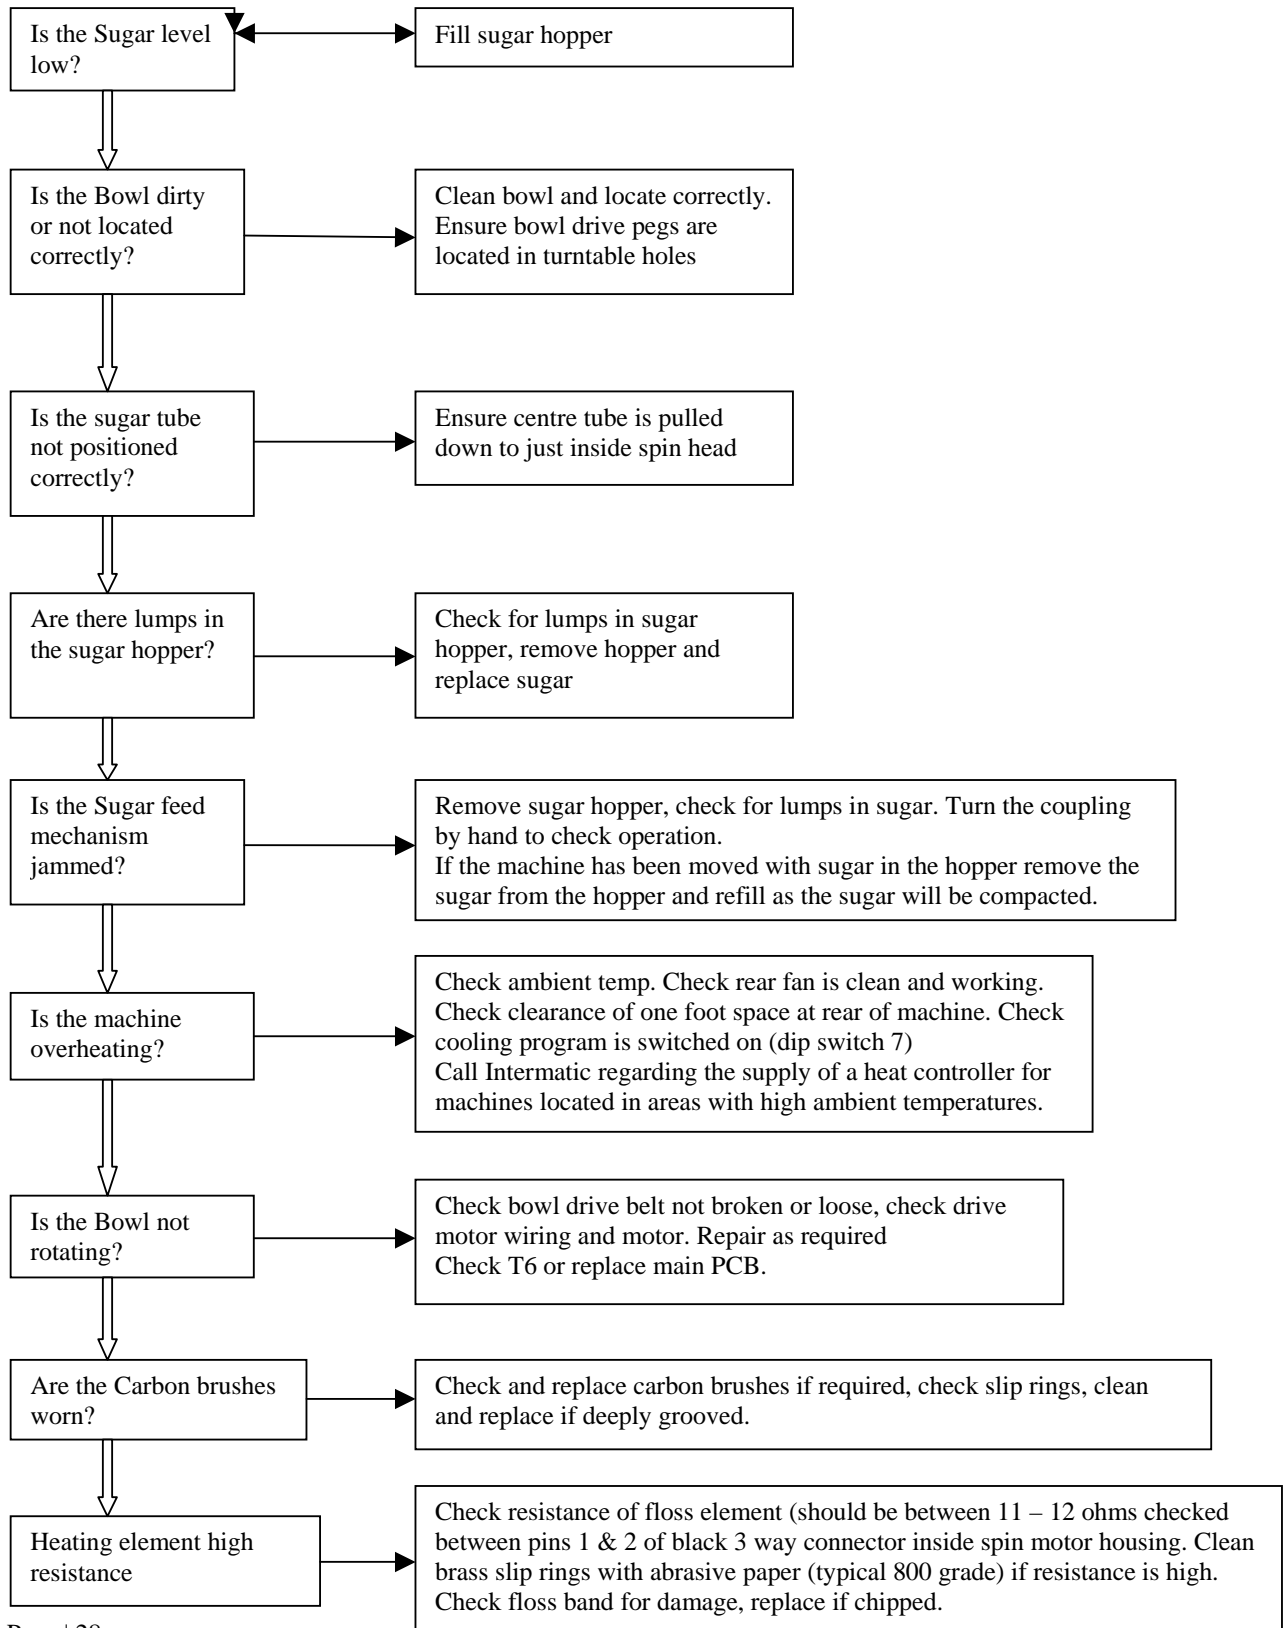 Is the Sugar level
low?
Fill sugar hopper
Is the Bowl dirty
or not located
correctly?
Clean bowl and locate correctly.
Ensure bowl drive pegs are
located in turntable holes
Is the sugar tube
not positioned
correctly?
Ensure centre tube is pulled
down to just inside spin head
Are there lumps in
the sugar hopper?
Check for lumps in sugar
hopper, remove hopper and
replace sugar
Is the Sugar feed
mechanism
jammed?
Remove sugar hopper, check for lumps in sugar. Turn the coupling
by hand to check operation.
If the machine has been moved with sugar in the hopper remove the
sugar from the hopper and refill as the sugar will be compacted.
Is the machine
overheating?
Check ambient temp. Check rear fan is clean and working.
Check clearance of one foot space at rear of machine. Check
cooling program is switched on (dip switch 7)
Call Intermatic regarding the supply of a heat controller for
machines located in areas with high ambient temperatures.
Is the Bowl not
rotating?
Check bowl drive belt not broken or loose, check drive
motor wiring and motor. Repair as required
Check T6 or replace main PCB.
Are the Carbon brushes
worn?
Check and replace carbon brushes if required, check slip rings, clean
and replace if deeply grooved.
Heating element high
resistance
Check resistance of floss element (should be between 11 – 12 ohms checked
between pins 1 & 2 of black 3 way connector inside spin motor housing. Clean
brass slip rings with abrasive paper (typical 800 grade) if resistance is high.
Check floss band for damage, replace if chipped.